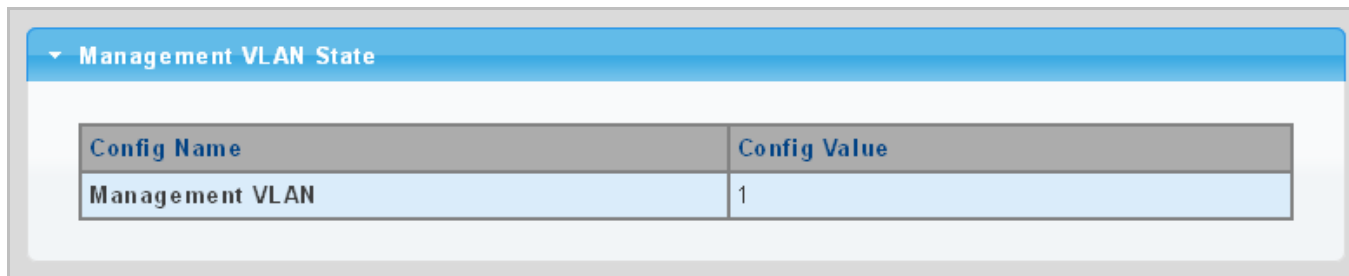 Management VLAN State
Config Name Config Value
Management VLAN 1